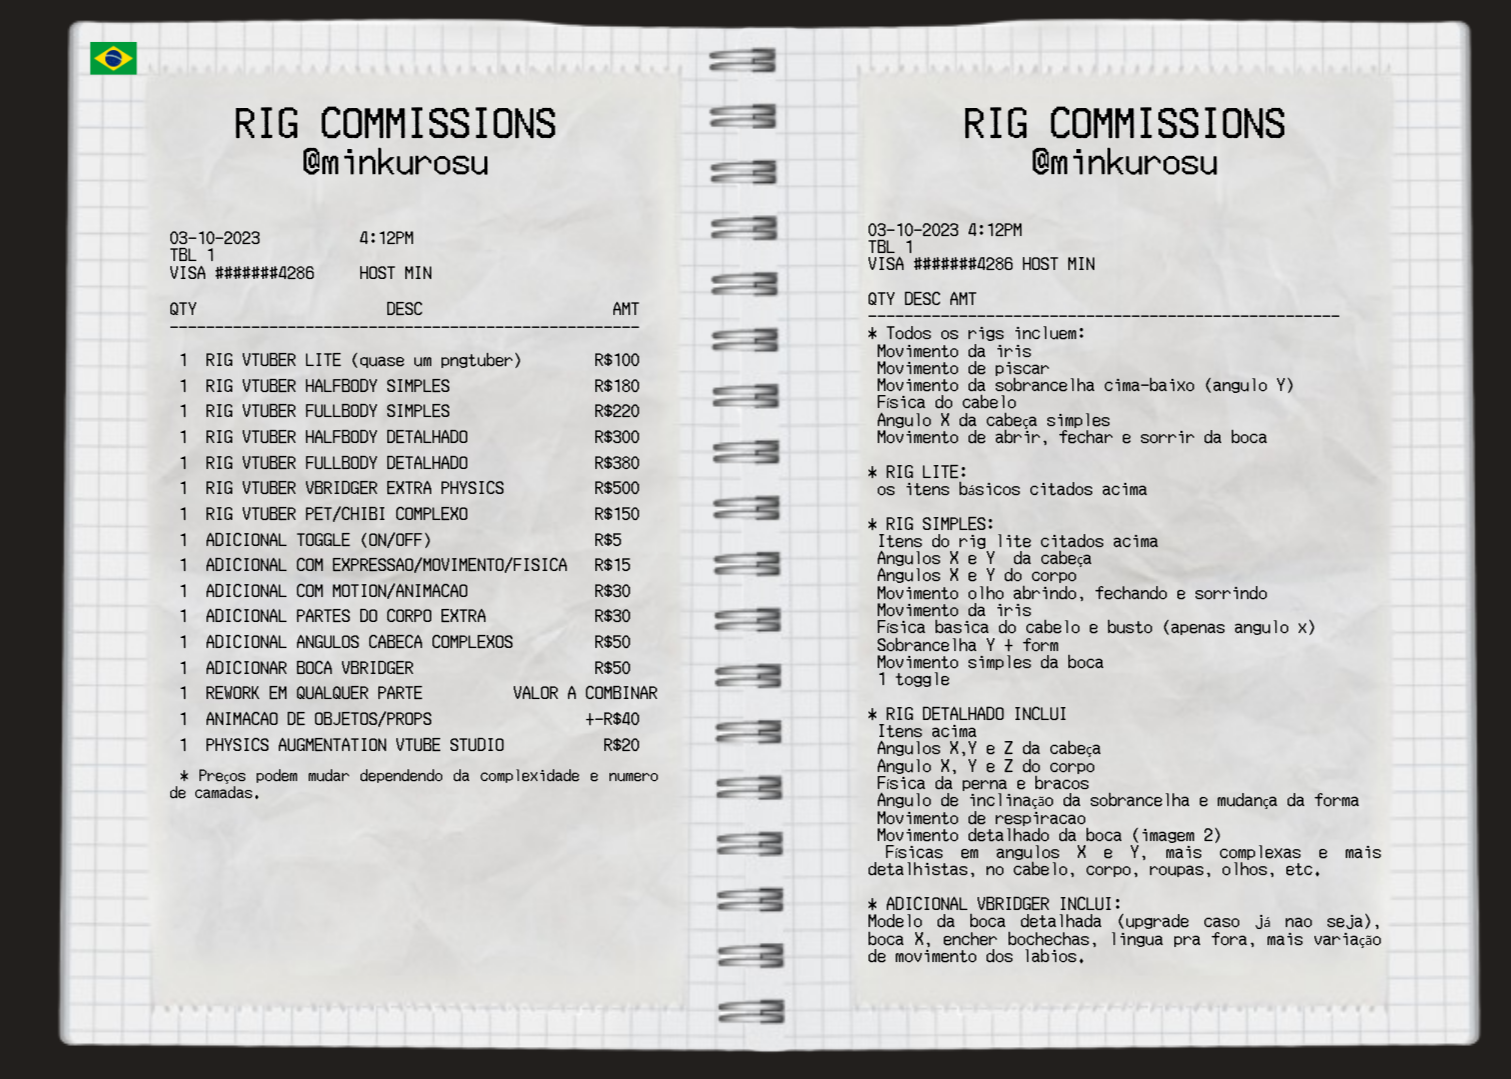 RIG COMMISSIONS
@minkurosu
03-10-2023 4:12PM
TBL 1
VISA #######4286 HOST MIN
QTY DESC AMT
----------------------------------------------------
1 RIG VTUBER LITE (quase um pngtuber) R$100
1 RIG VTUBER HALFBODY SIMPLES R$180
1 RIG VTUBER FULLBODY SIMPLES R$220
1 RIG VTUBER HALFBODY DETALHADO R$300
1 RIG VTUBER FULLBODY DETALHADO R$380
1 RIG VTUBER VBRIDGER EXTRA PHYSICS R$500
1 RIG VTUBER PET/CHIBI COMPLEXO R$150
1 ADICIONAL TOGGLE (ON/OFF) R$5
1 ADICIONAL COM EXPRESSAO/MOVIMENTO/FISICA R$15
1 ADICIONAL COM MOTION/ANIMACAO R$30
1 ADICIONAL PARTES DO CORPO EXTRA R$30
1 ADICIONAL ANGULOS CABECA COMPLEXOS R$50
1 ADICIONAR BOCA VBRIDGER R$50
1 REWORK EM QUALQUER PARTE VALOR A COMBINAR
1 ANIMACAO DE OBJETOS/PROPS +-R$40
1 PHYSICS AUGMENTATION VTUBE STUDIO R$20
* Preços podem mudar dependendo da complexidade e numero
de camadas.
RIG COMMISSIONS
@minkurosu
03-10-2023 4:12PM
TBL 1
VISA #######4286 HOST MIN
QTY DESC AMT
----------------------------------------------------
* Todos os rigs incluem:
Movimento da iris
Movimento de piscar
Movimento da sobrancelha cima-baixo (angulo Y)
Física do cabelo
Angulo X da cabeça simples
Movimento de abrir, fechar e sorrir da boca
* RIG LITE:
os itens básicos citados acima
* RIG SIMPLES:
Itens do rig lite citados acima
Angulos X e Y da cabeça
Angulos X e Y do corpo
Movimento olho abrindo, fechando e sorrindo
Movimento da iris
Física basica do cabelo e busto (apenas angulo x)
Sobrancelha Y + form
Movimento simples da boca
1 toggle
* RIG DETALHADO INCLUI
Itens acima
Angulos X,Y e Z da cabeça
Angulo X, Y e Z do corpo
Física da perna e bracos
Angulo de inclinação da sobrancelha e mudança da forma
Movimento de respiracao
Movimento detalhado da boca (imagem 2)
Físicas em angulos X e Y, mais complexas e mais
detalhistas, no cabelo, corpo, roupas, olhos, etc.
* ADICIONAL VBRIDGER INCLUI:
Modelo da boca detalhada (upgrade caso já nao seja),
boca X, encher bochechas, lingua pra fora, mais variação
de movimento dos labios.